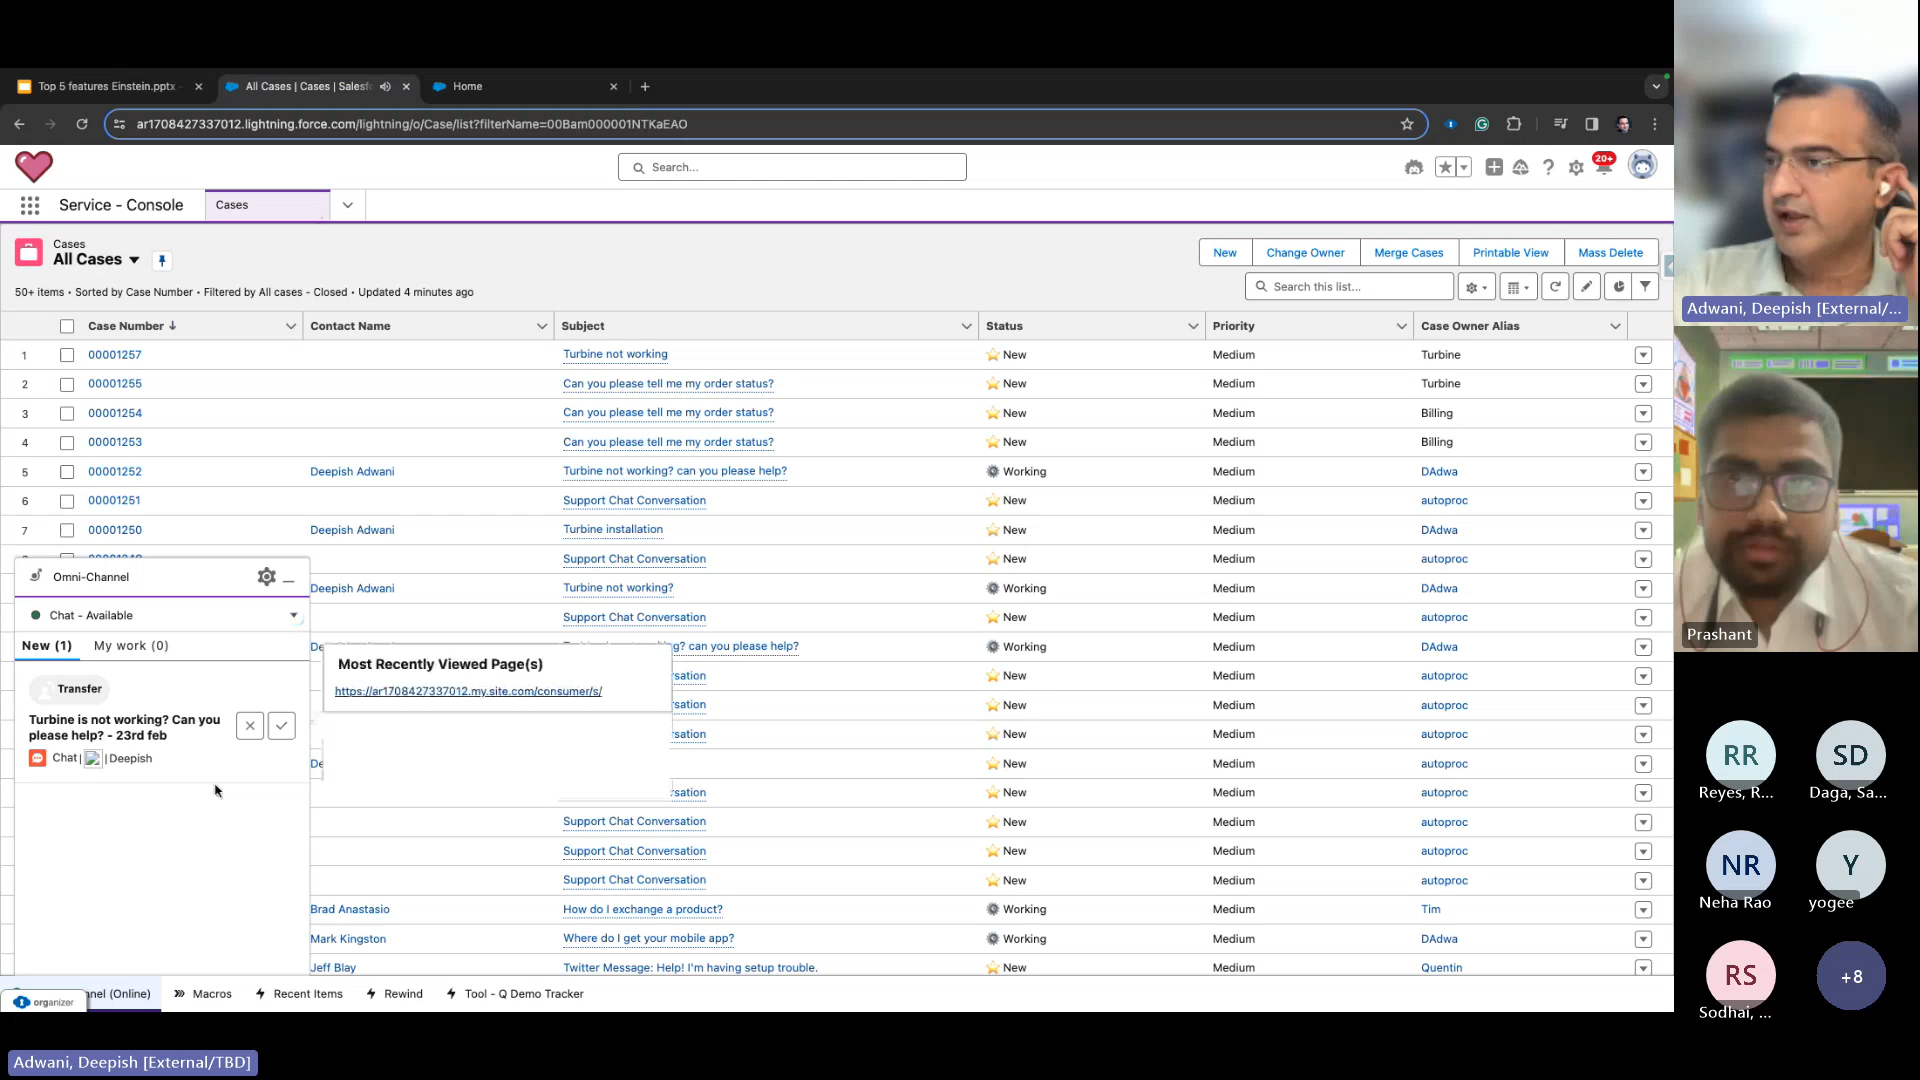 Top 5 features Einstein.pptx
All Cases | Cases | Salesfo
Home
ar1708427337012.lightning.force.com/lightning/o/Case/list?filterName=00Bam000001NTKaEAO
Search...
20+
Service - Console
Cases
Cases
All Cases
New
Change Owner
Merge Cases
Printable View
Mass Delete
50+ items • Sorted by Case Number • Filtered by All cases - Closed • Updated 4 minutes ago
Search this list...
Case Number Contact Name Subject Status Priority Case Owner Alias
1 00001257 Turbine not working New Medium Turbine
2 00001255 Can you please tell me my order status? New Medium Turbine
3 00001254 Can you please tell me my order status? New Medium Billing
4 00001253 Can you please tell me my order status? New Medium Billing
5 00001252 Deepish Adwani Turbine not working? can you please help? Working Medium DAdwa
6 00001251 Support Chat Conversation New Medium autoproc
7 00001250 Deepish Adwani Turbine installation New Medium DAdwa
Support Chat Conversation New Medium autoproc
Deepish Adwani Turbine not working? Working Medium DAdwa
Support Chat Conversation New Medium autoproc
? can you please help? Working Medium DAdwa
sation New Medium autoproc
sation New Medium autoproc
sation New Medium autoproc
De New Medium autoproc
sation New Medium autoproc
Support Chat Conversation New Medium autoproc
Support Chat Conversation New Medium autoproc
Support Chat Conversation New Medium autoproc
Brad Anastasio How do I exchange a product? Working Medium Tim
Mark Kingston Where do I get your mobile app? Working Medium DAdwa
Jeff Blay Twitter Message: Help! I'm having setup trouble. New Medium Quentin
Omni-Channel
Chat - Available
New (1) My work (0)
Transfer
Turbine is not working? Can you
please help? - 23rd feb
Chat | | Deepish
Most Recently Viewed Page(s)
https://ar1708427337012.my.site.com/consumer/s/
organizer
nel (Online)
Macros
Recent Items
Rewind
Tool - Q Demo Tracker
Adwani, Deepish [External/TBD]
Adwani, Deepish [External/...
Prashant
RR
Reyes, R...
SD
Daga, Sa...
NR
Neha Rao
Y
yogee
RS
Sodhai, ...
+8